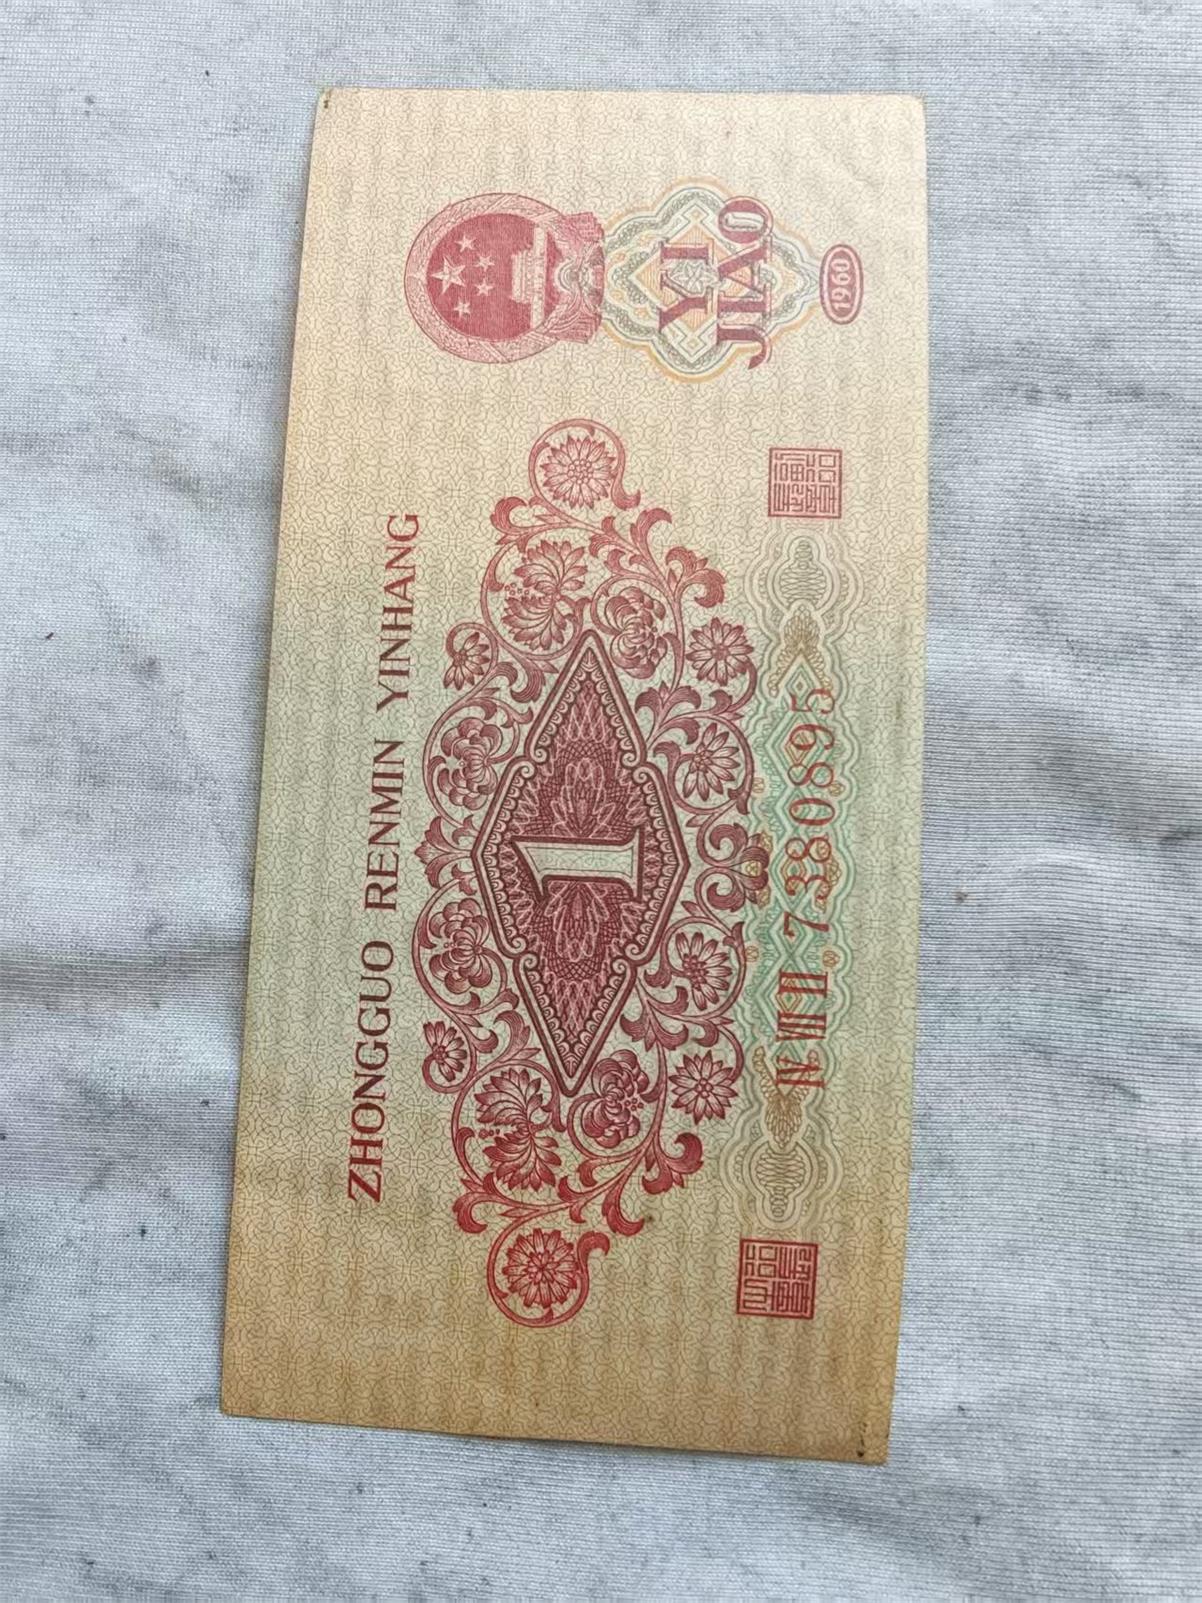 ZHONGGUO RENMIN YINHANG
YI
JIAO
1960
1
IV VIII II 7380895